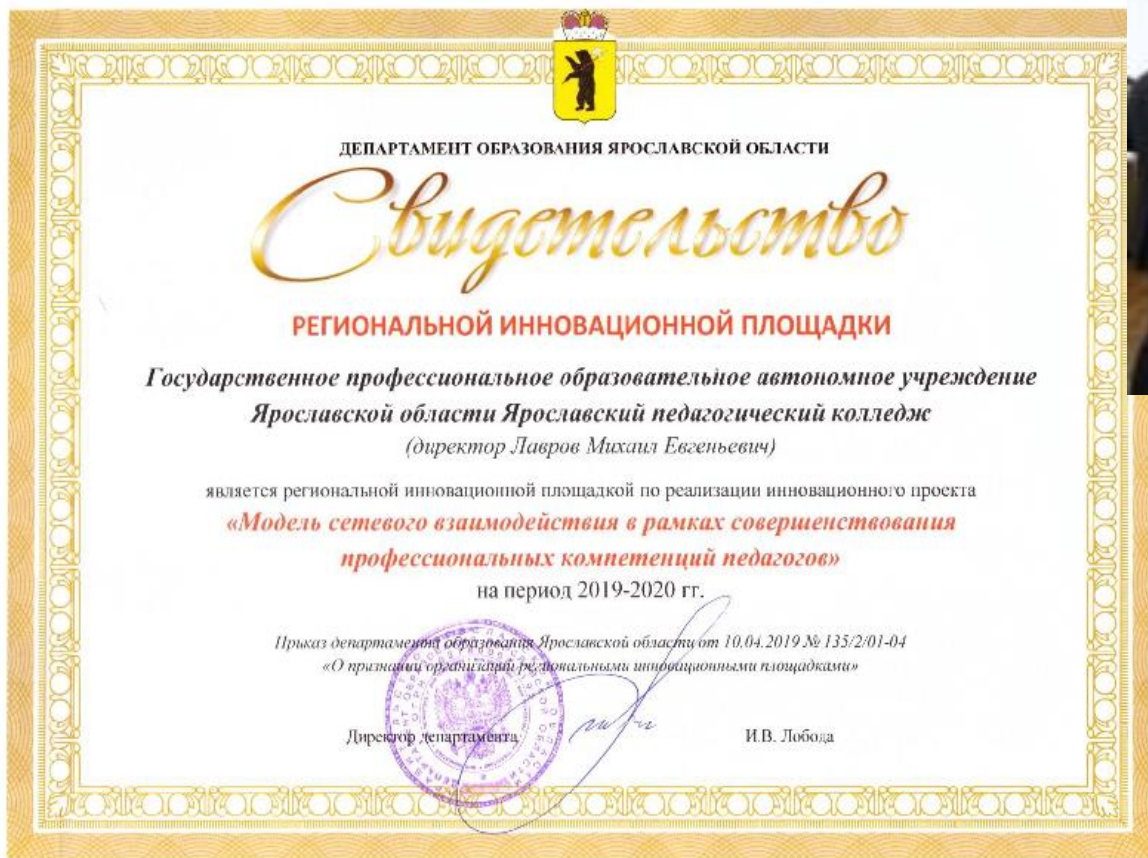 ДЕПАРТАМЕНТ ОБРАЗОВАНИЯ ЯРОСЛАВСКОЙ ОБЛАСТИ
Свидетельство
РЕГИОНАЛЬНОЙ ИННОВАЦИОННОЙ ПЛОЩАДКИ
Государственное профессиональное образовательное автономное учреждение
Ярославской области Ярославский педагогический колледж
(директор Лавров Михаил Евгеньевич)
является региональной инновационной площадкой по реализации инновационного проекта
«Модель сетевого взаимодействия в рамках совершенствования
профессиональных компетенций педагогов»
на период 2019-2020 гг.
Приказ департамента образования Ярославской области от 10.04.2019 № 135/2/01-04
«О признании организаций региональными инновационными площадками»
Директор департамента И.В. Лобода